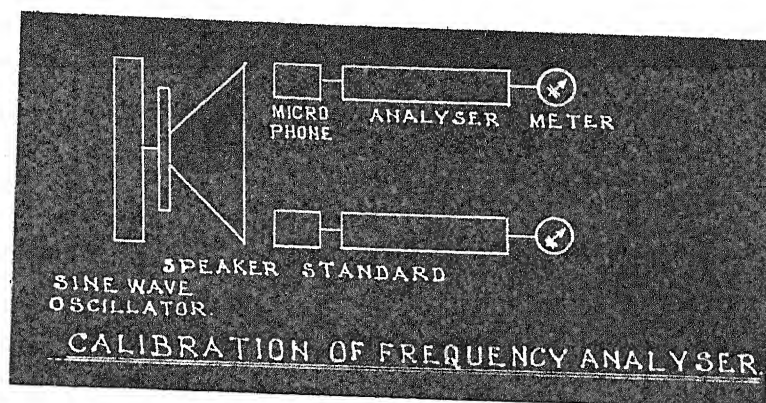 MICRO
PHONE
ANALYSER
METER
SPEAKER
STANDARD
SINE WAVE
OSCILLATOR.
CALIBRATION OF FREQUENCY ANALYSER.